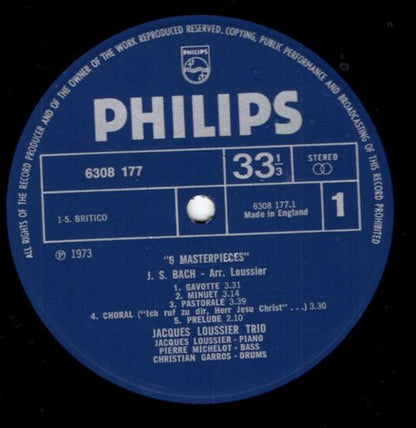 ALL RIGHTS OF THE RECORD PRODUCER AND OF THE OWNER OF THE WORK REPRODUCED RESERVED. COPYING, PUBLIC PERFORMANCE AND BROADCASTING OF THIS RECORD PROHIBITED
PHILIPS
PHILIPS
6308 177
33 1/3
STEREO
1-5. BRITICO
6308 177.1
Made in England
1
Ⓟ 1973
"6 MASTERPIECES"
J. S. BACH - Arr. Loussier
1. GAVOTTE 3.31
2. MINUET 3.14
3. PASTORALE 3.39
4. CHORAL ("Ich ruf zu dir, Herr Jesu Christ" ...) 3.30
5. PRELUDE 2.10
JACQUES LOUSSIER TRIO
JACQUES LOUSSIER - PIANO
PIERRE MICHELOT - BASS
CHRISTIAN GARROS - DRUMS